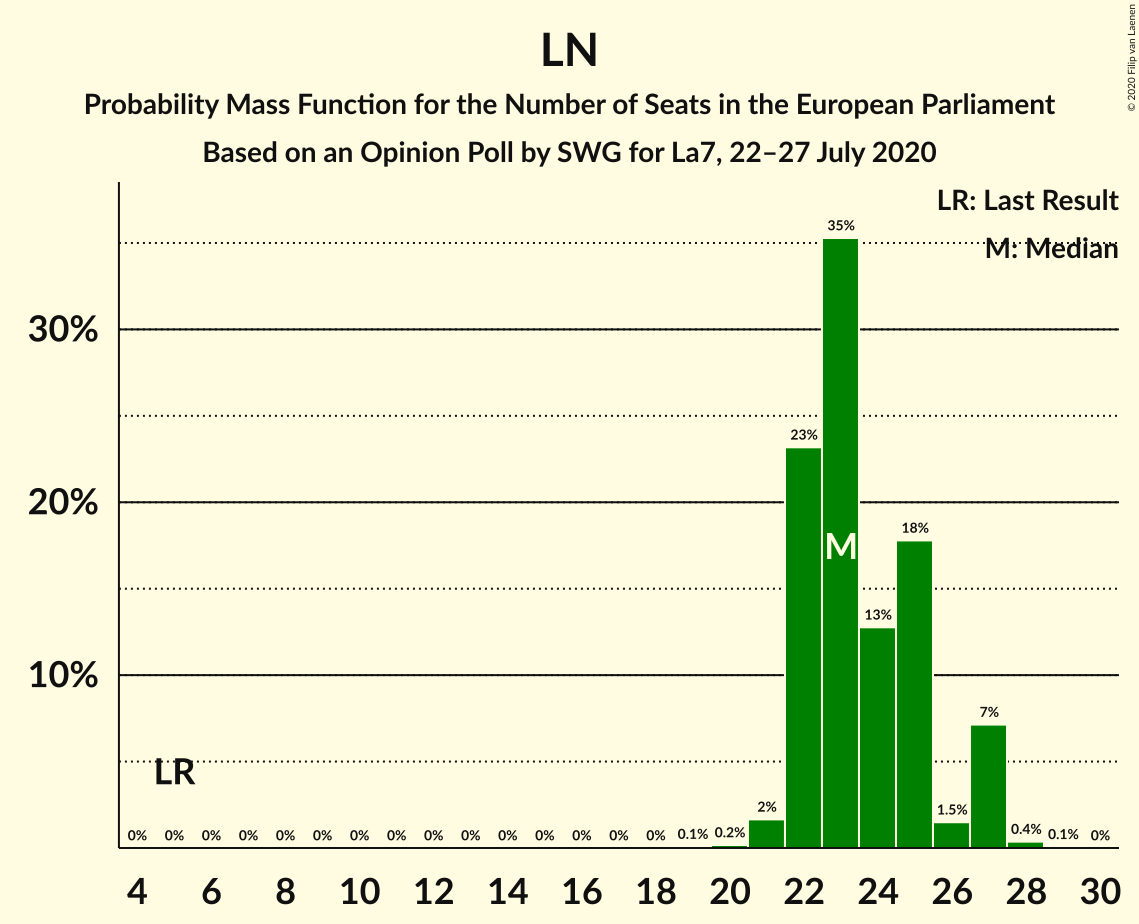 LN
Probability Mass Function for the Number of Seats in the European Parliament
Based on an Opinion Poll by SWG for La7, 22–27 July 2020
© 2020 Filip van Laenen
LR: Last Result
M: Median
30%
20%
10%
LR
M
0% 0% 0% 0% 0% 0% 0% 0% 0% 0% 0% 0% 0% 0% 0% 0.1% 0.2% 2% 23% 35% 13% 18% 1.5% 7% 0.4% 0.1% 0%
4 6 8 10 12 14 16 18 20 22 24 26 28 30